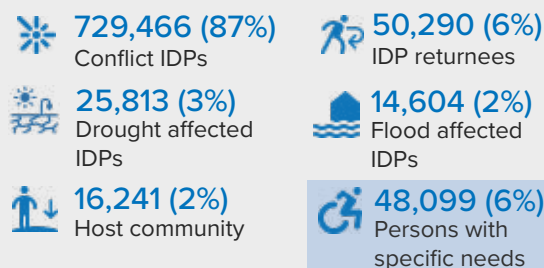 729,466 (87%)
Conflict IDPs
50,290 (6%)
IDP returnees
25,813 (3%)
Drought affected
IDPs
14,604 (2%)
Flood affected
IDPs
16,241 (2%)
Host community
48,099 (6%)
Persons with
specific needs